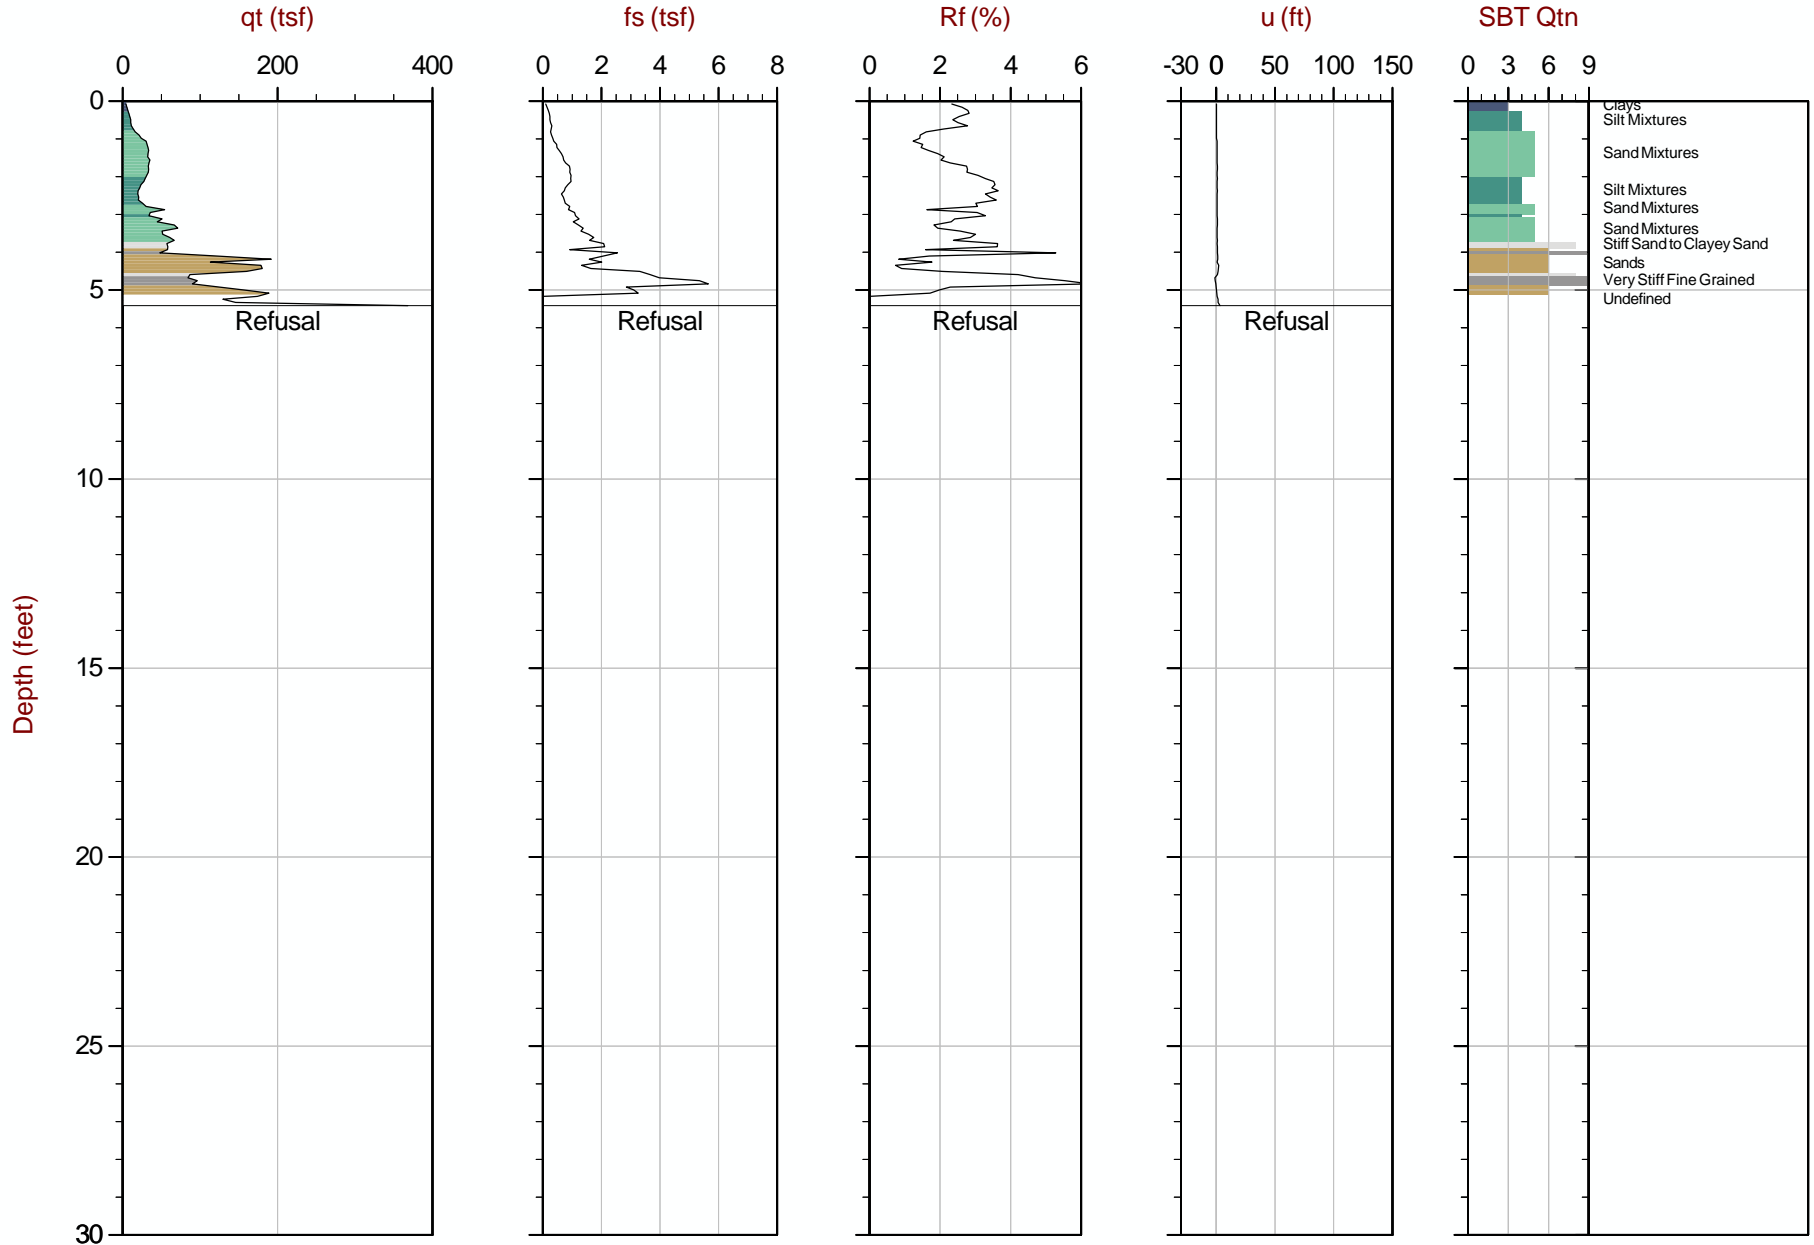 qt (tsf) fs (tsf) Rf (%) u (ft) SBT Qtn
0 200 400 0 2 4 6 8 0 2 4 6 -30 0 50 100 150 0 3 6 9
0
Clays
Silt Mixtures
Sand Mixtures
Silt Mixtures
Sand Mixtures
Sand Mixtures
Stiff Sand to Clayey Sand
Sands
Very Stiff Fine Grained
5
Undefined
Refusal Refusal Refusal Refusal
10
15
20
25
30
Depth (feet)